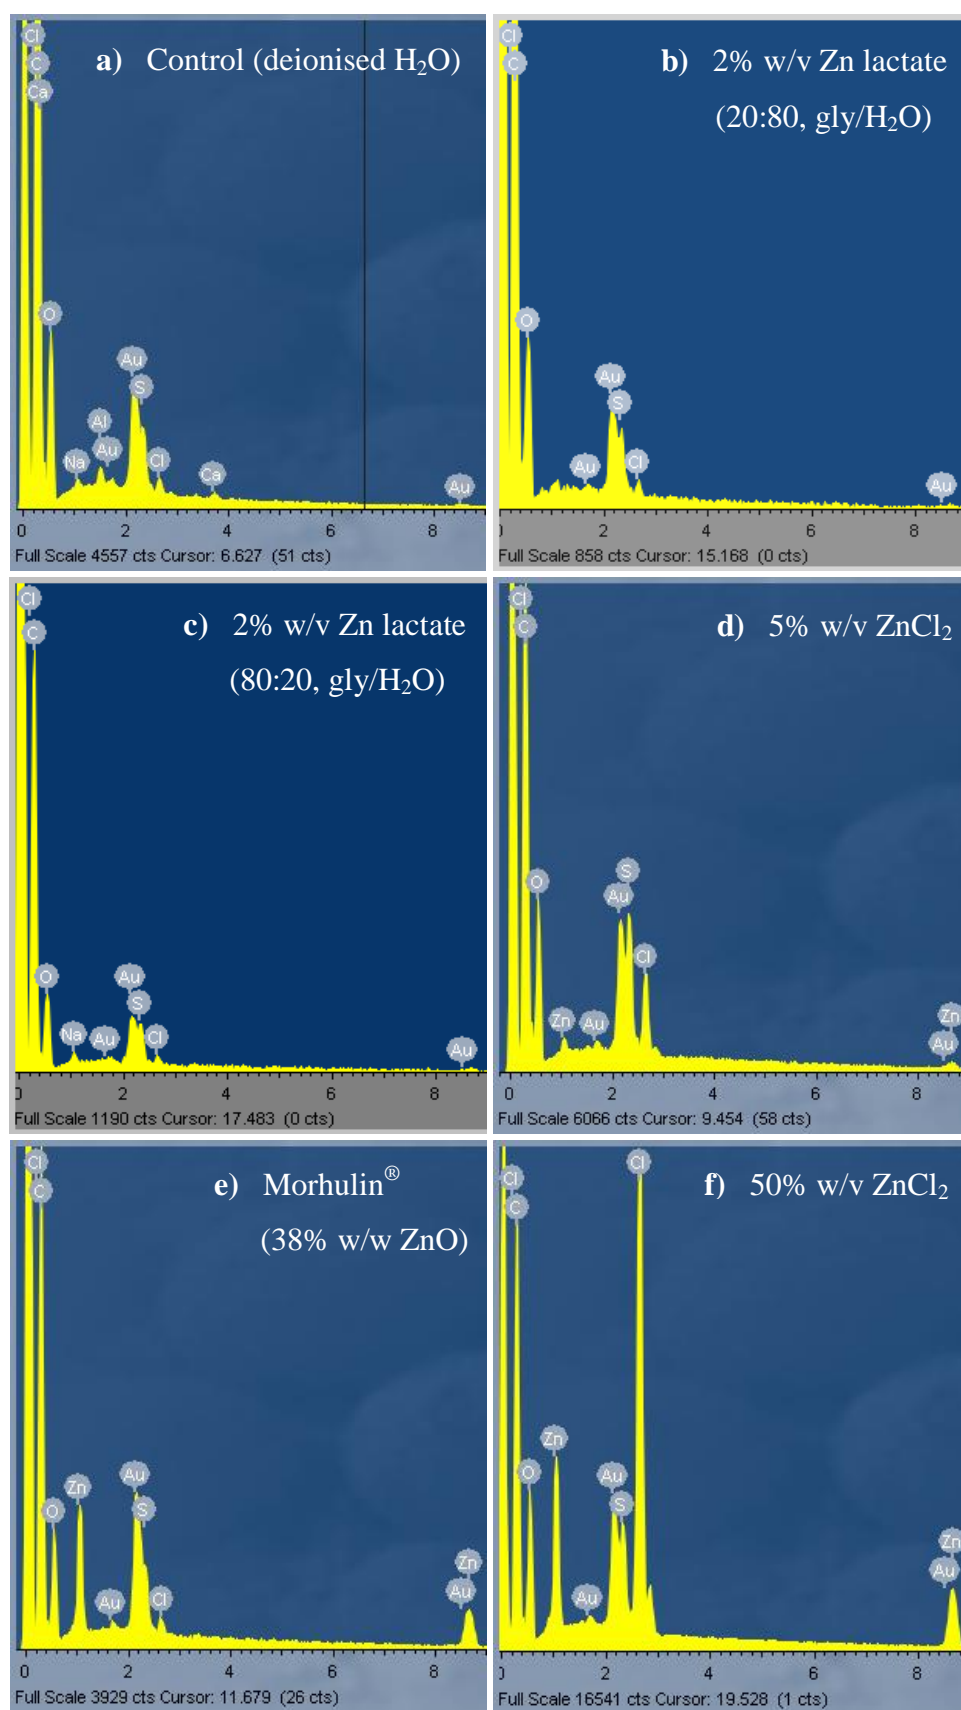 a) Control (deionised H₂O)
Cl
C
Ca
O
Au
S
Al
Au
Na
Cl
Ca
Au
0 2 4 6 8
Full Scale 4557 cts Cursor: 6.627 (51 cts)
b) 2% w/v Zn lactate
(20:80, gly/H₂O)
Cl
C
O
Au
S
Au
Cl
Au
0 2 4 6 8
Full Scale 858 cts Cursor: 15.168 (0 cts)
c) 2% w/v Zn lactate
(80:20, gly/H₂O)
Cl
C
O
Au
S
Na
Au
Cl
Au
0 2 4 6 8
Full Scale 1190 cts Cursor: 17.483 (0 cts)
d) 5% w/v ZnCl₂
Cl
C
O
S
Au
Cl
Zn
Au
Zn
Au
0 2 4 6 8
Full Scale 6066 cts Cursor: 9.454 (58 cts)
e) Morhulin®
(38% w/w ZnO)
Cl
C
Zn
O
Au
S
Au
Cl
Zn
Au
0 2 4 6 8
Full Scale 3929 cts Cursor: 11.679 (26 cts)
f) 50% w/v ZnCl₂
Cl
Cl
C
Zn
O
Au
S
Au
Zn
Au
0 2 4 6 8
Full Scale 16541 cts Cursor: 19.528 (1 cts)